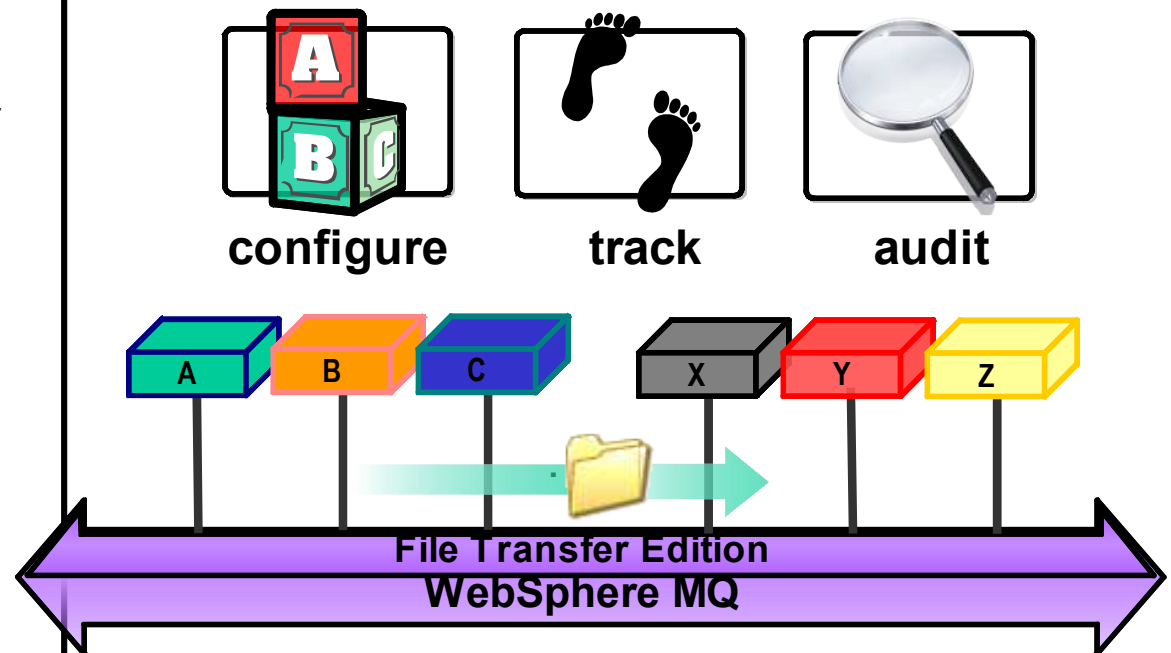 A
B C
configure track audit
A B C X Y Z
File Transfer Edition
WebSphere MQ